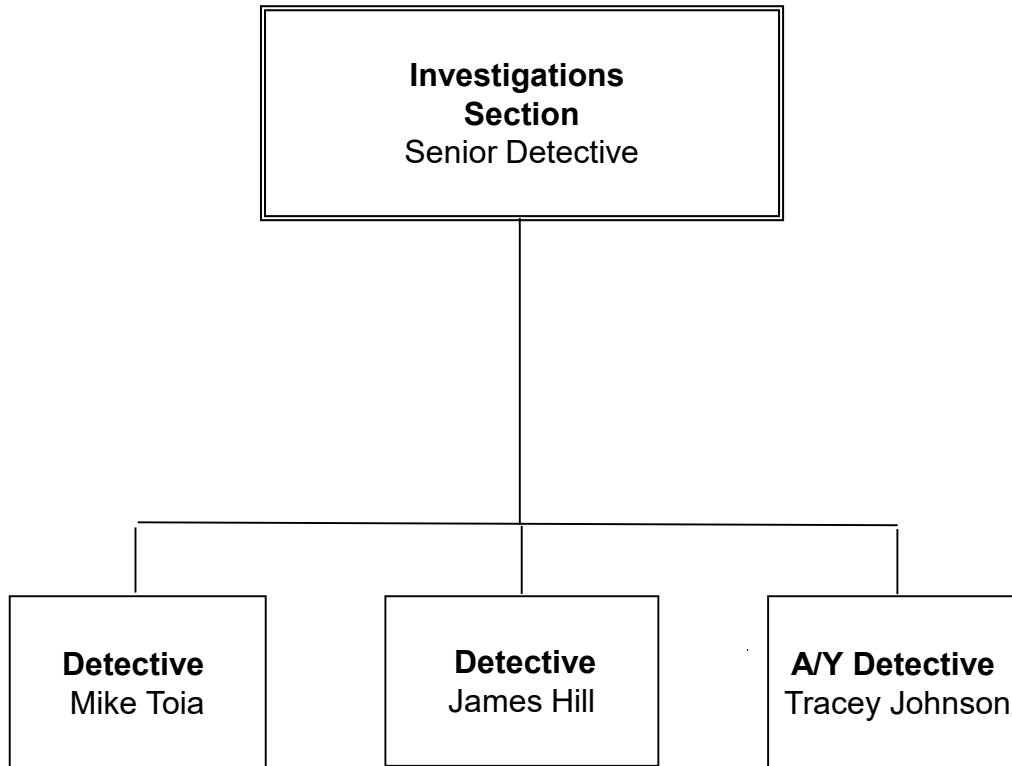 Investigations
Section
Senior Detective
Detective
Mike Toia
Detective
James Hill
A/Y Detective
Tracey Johnson